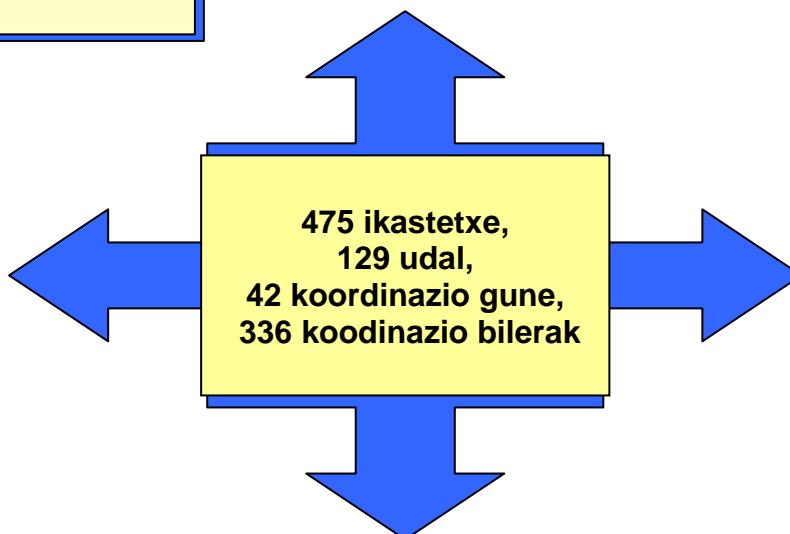 475 ikastetxe,
129 udal,
42 koordinazio gune,
336 koodinazio bilerak